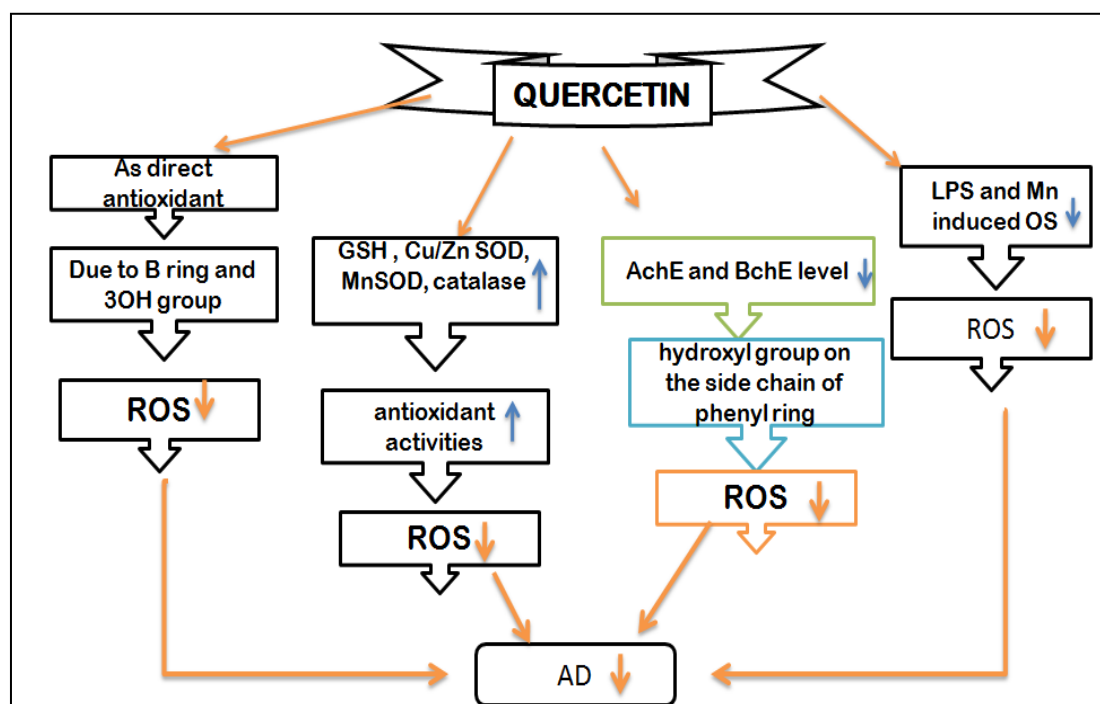 QUERCETIN
As direct
antioxidant
Due to B ring and
3OH group
ROS
GSH , Cu/Zn SOD,
MnSOD, catalase
antioxidant
activities
ROS
AchE and BchE level
hydroxyl group on
the side chain of
phenyl ring
ROS
LPS and Mn
induced OS
ROS
AD